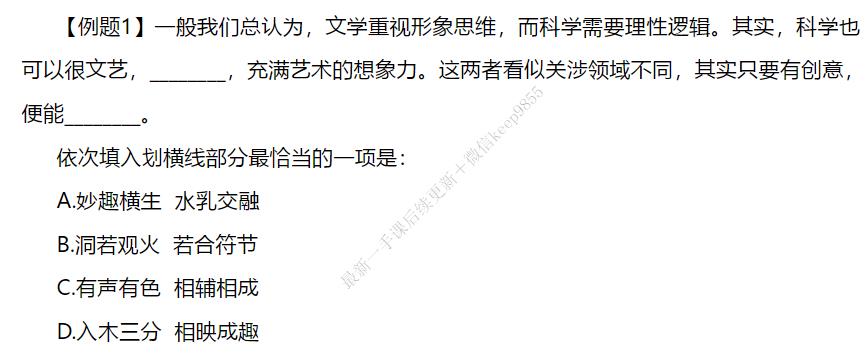 【例题1】一般我们总认为，文学重视形象思维，而科学需要理性逻辑。其实，科学也
可以很文艺，________，充满艺术的想象力。这两者看似关涉领域不同，其实只要有创意，
便能________。
依次填入划横线部分最恰当的一项是：
A.妙趣横生 水乳交融
B.洞若观火 若合符节
C.有声有色 相辅相成
D.入木三分 相映成趣
最新一手课后续更新＋微信keep9855